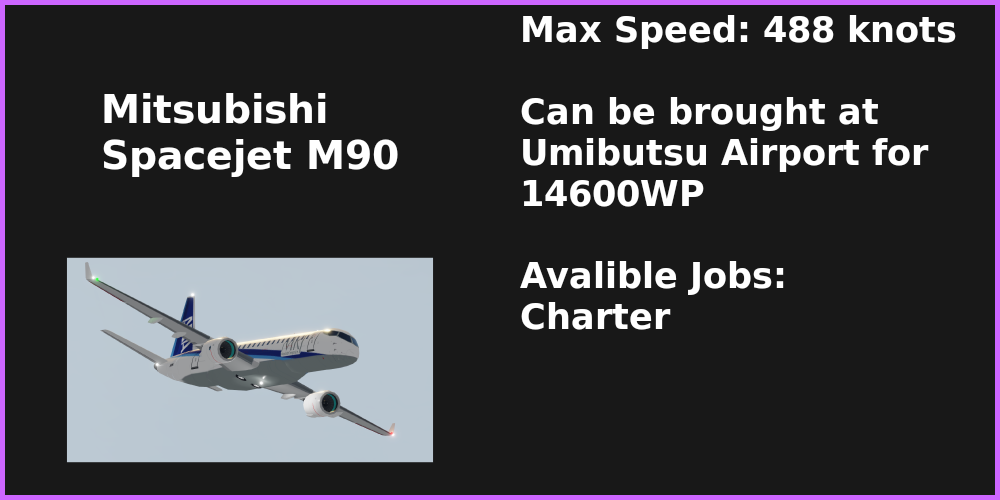 Mitsubishi
Spacejet M90
Max Speed: 488 knots
Can be brought at
Umibutsu Airport for
14600WP
Avalible Jobs:
Charter